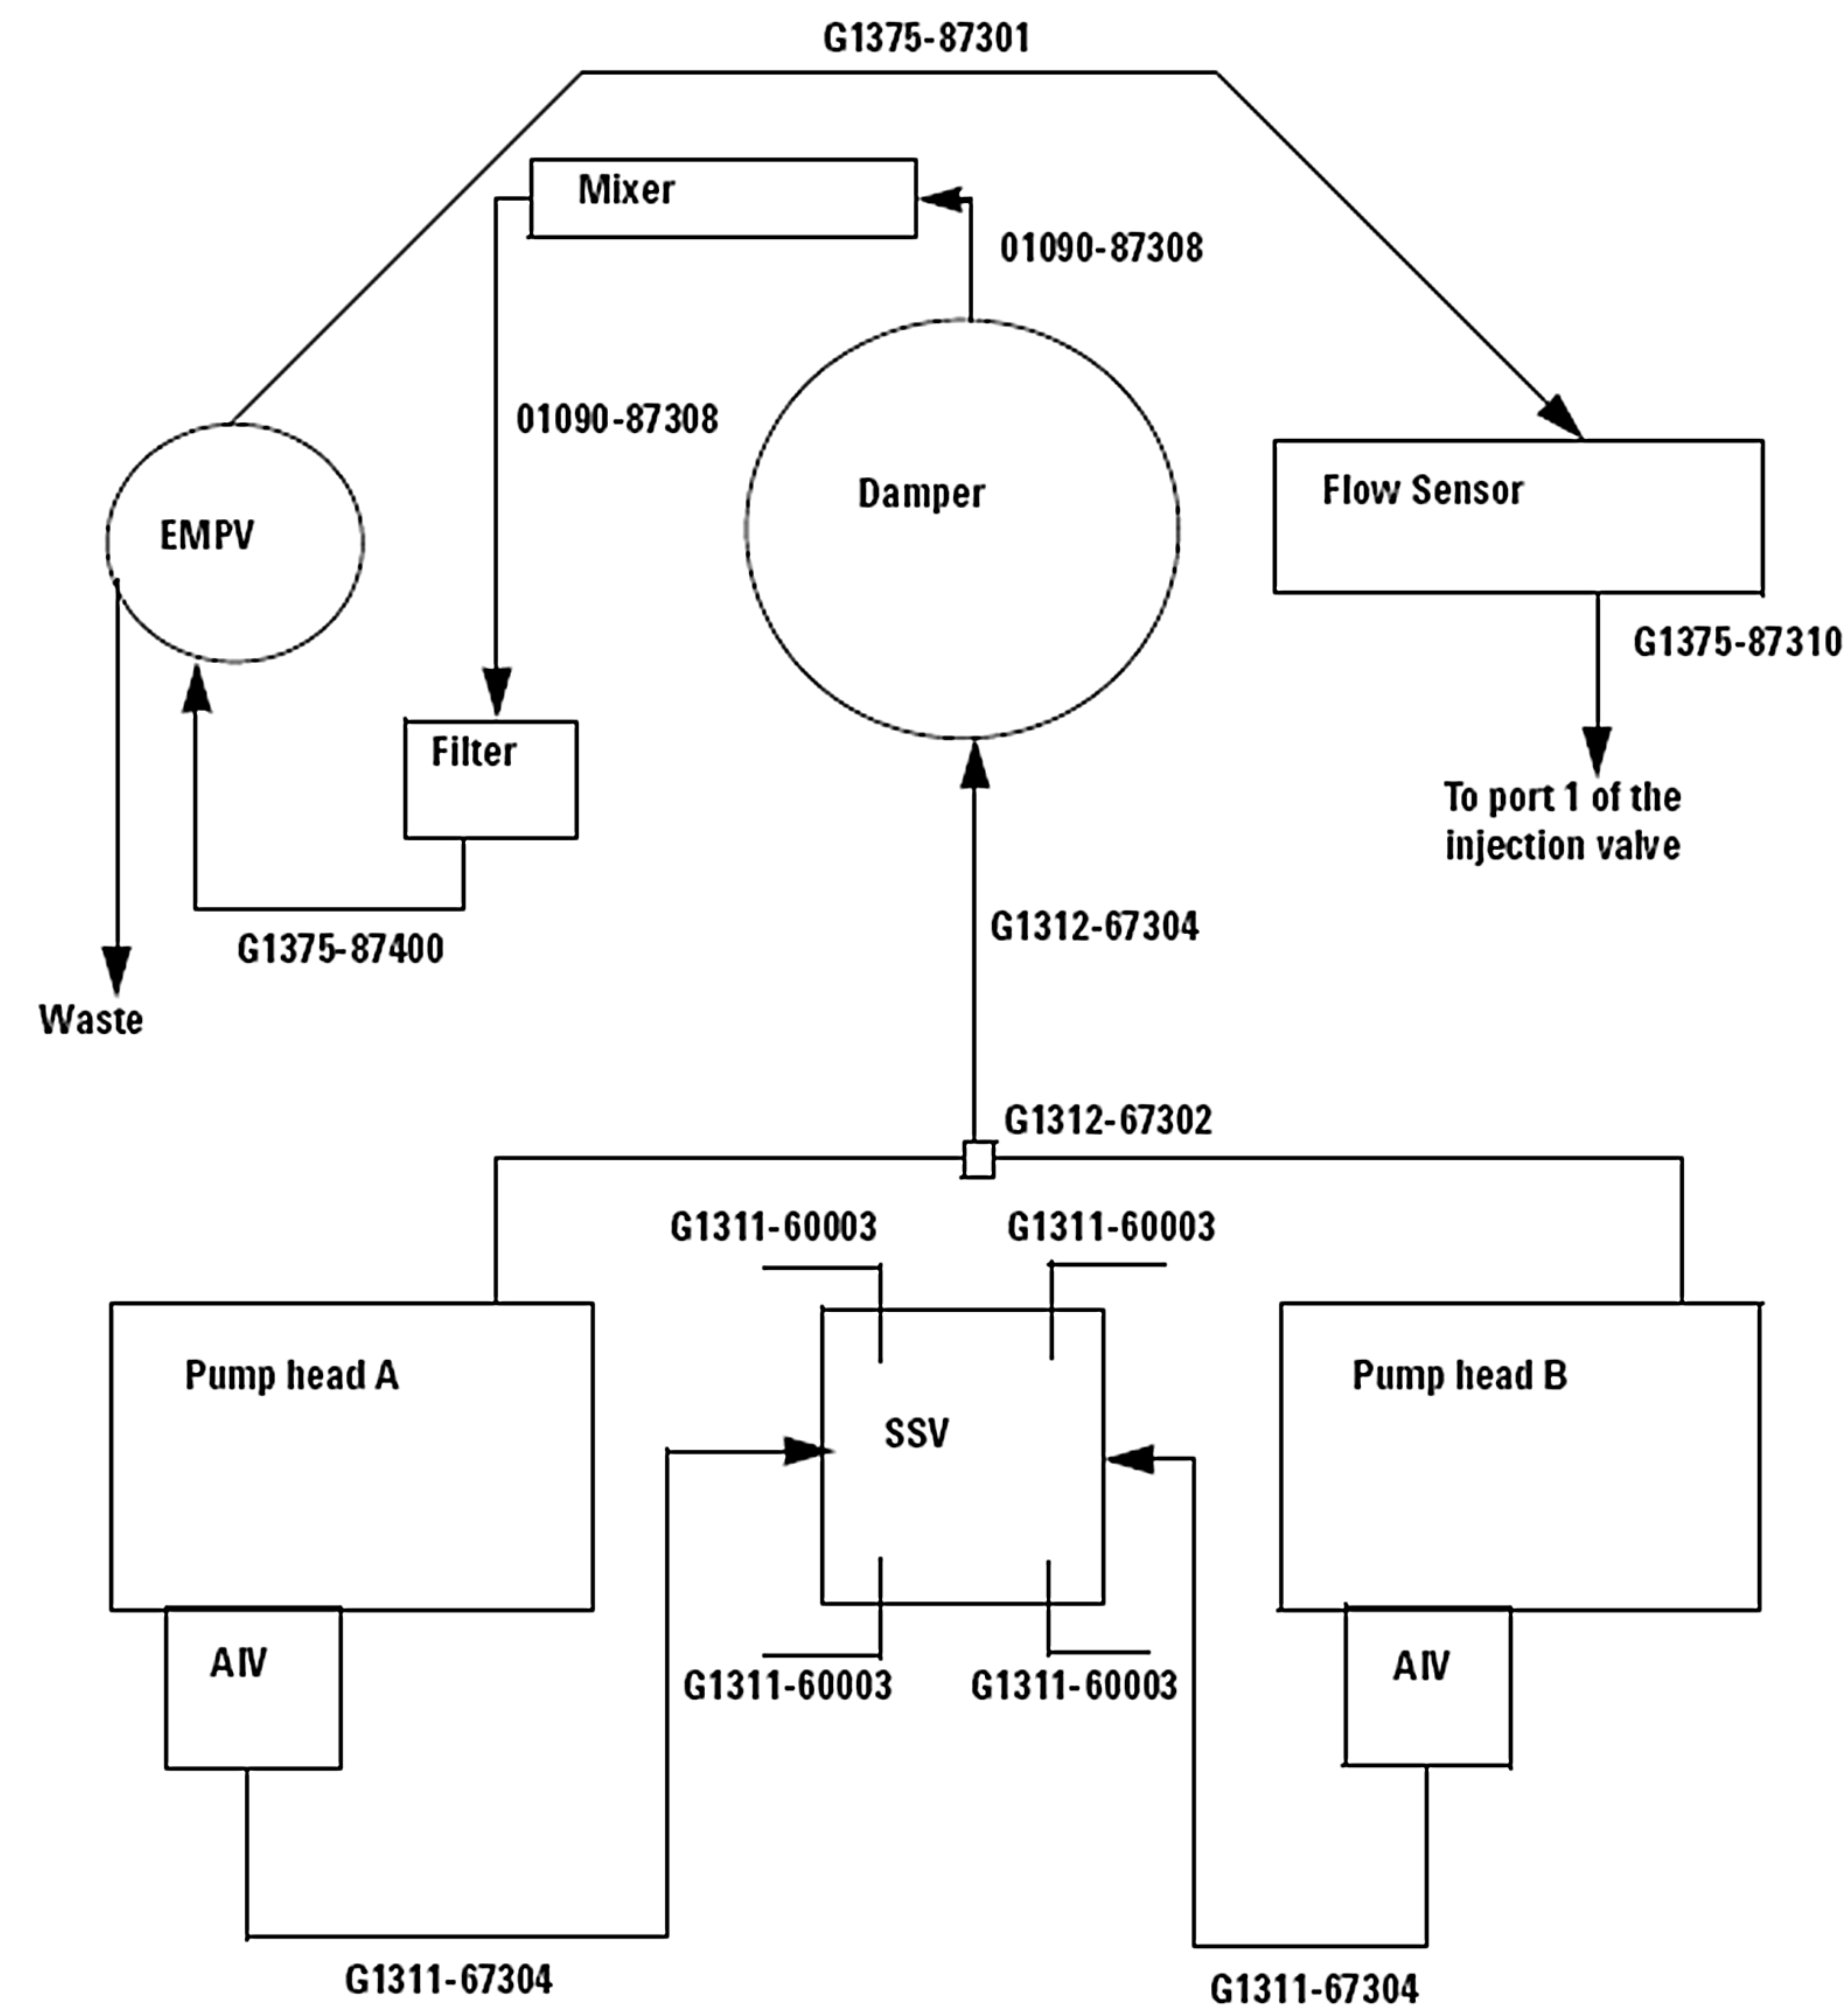 G1375-87301
Mixer
01090-87308
01090-87308
Damper
Flow Sensor
EMPV
G1375-87310
Filter
To port 1 of the
injection valve
G1312-67304
G1375-87400
Waste
G1312-67302
G1311-60003
G1311-60003
Pump head A
Pump head B
SSV
AIV
AIV
G1311-60003
G1311-60003
G1311-67304
G1311-67304